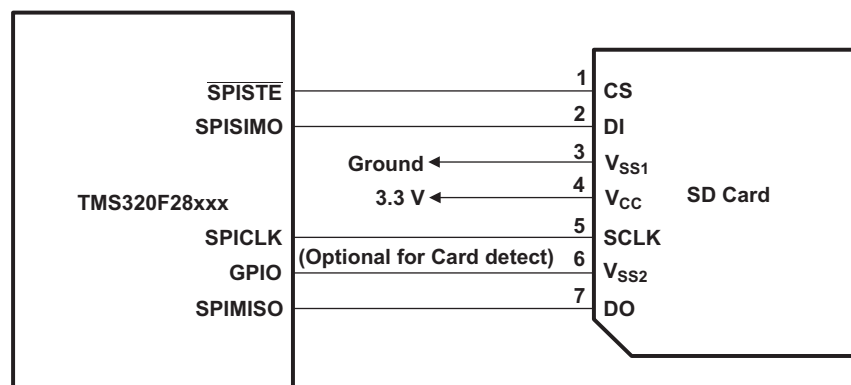 SPISTE 1 CS
SPISIMO 2 DI
Ground 3 VSS1
3.3 V 4 VCC
TMS320F28xxx SD Card
SPICLK 5 SCLK
(Optional for Card detect)
GPIO 6 VSS2
SPIMISO 7 DO